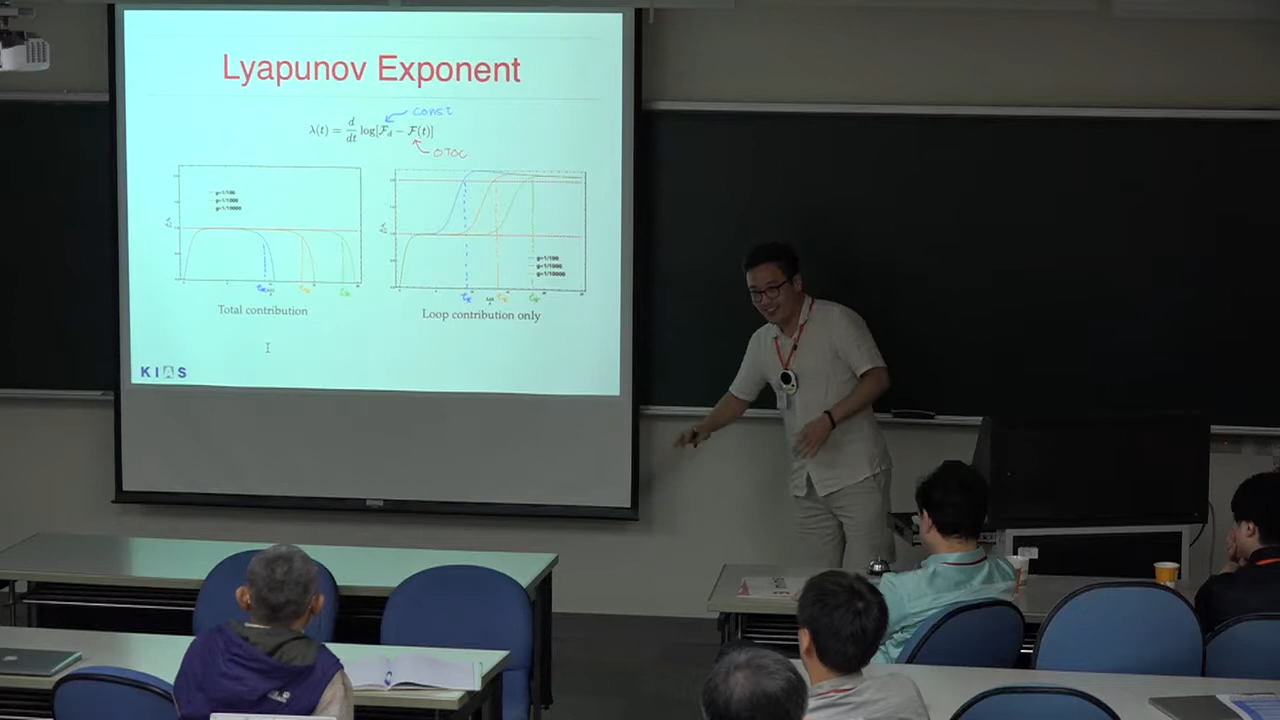 Lyapunov Exponent
const
λ(t) = d/dt log[F_d − F(t)]
OTOC
g=1/100
g=1/1000
g=1/10000
g=1/100
g=1/1000
g=1/10000
Total contribution
Loop contribution only
KIAS